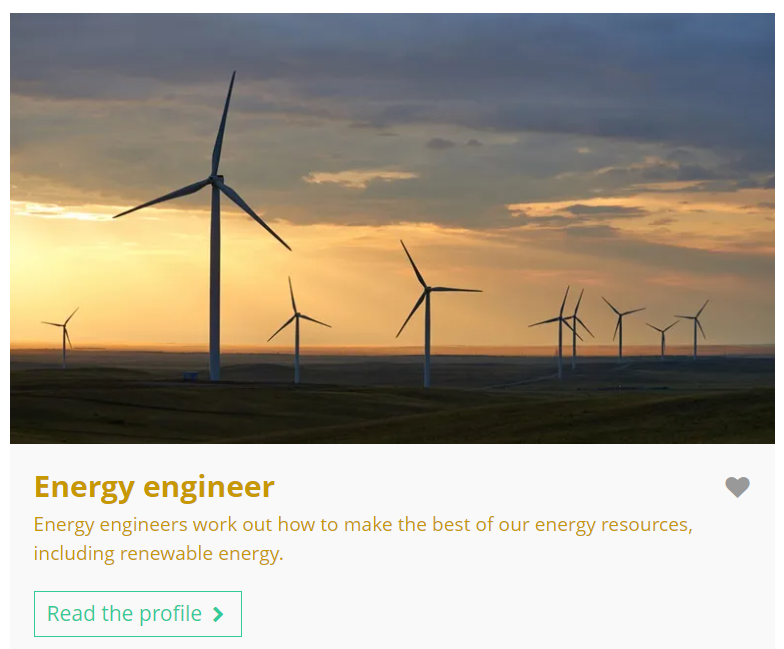 Energy engineer
Energy engineers work out how to make the best of our energy resources,
including renewable energy.
Read the profile